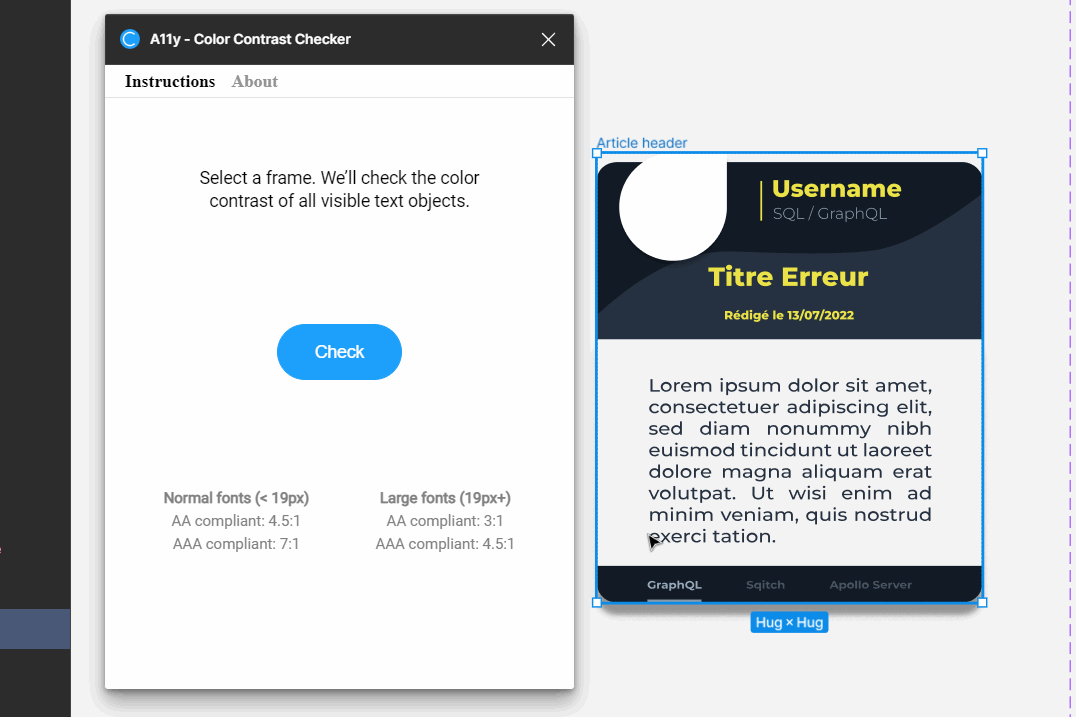 A11y - Color Contrast Checker
Instructions About
Select a frame. We'll check the color
contrast of all visible text objects.
Check
Normal fonts (< 19px)
AA compliant: 4.5:1
AAA compliant: 7:1
Large fonts (19px+)
AA compliant: 3:1
AAA compliant: 4.5:1
Article header
Username
SQL / GraphQL
Titre Erreur
Rédigé le 13/07/2022
Lorem ipsum dolor sit amet,
consectetuer adipiscing elit,
sed diam nonummy nibh
euismod tincidunt ut laoreet
dolore magna aliquam erat
volutpat. Ut wisi enim ad
minim veniam, quis nostrud
exerci tation.
GraphQL Sqitch Apollo Server
Hug × Hug